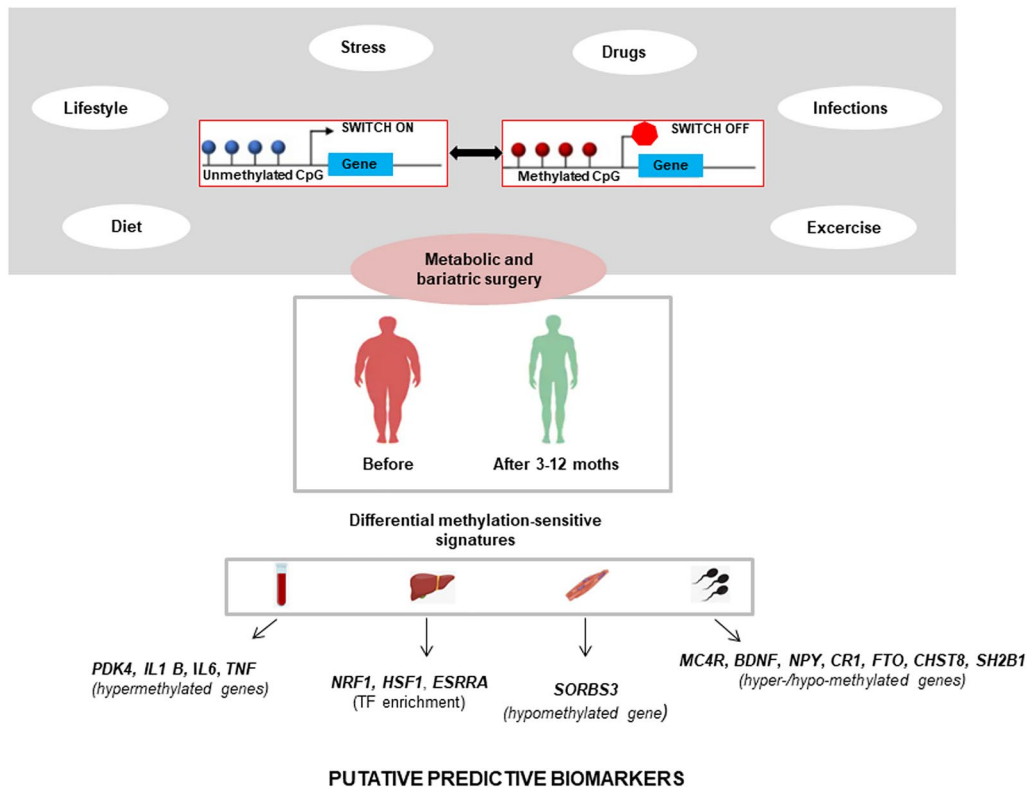 Stress
Drugs
Lifestyle
Infections
SWITCH ON
Gene
Unmethylated CpG
SWITCH OFF
Gene
Methylated CpG
Diet
Excercise
Metabolic and
bariatric surgery
Before
After 3-12 moths
Differential methylation-sensitive
signatures
PDK4, IL1 B, IL6, TNF
(hypermethylated genes)
NRF1, HSF1, ESRRA
(TF enrichment)
SORBS3
(hypomethylated gene)
MC4R, BDNF, NPY, CR1, FTO, CHST8, SH2B1
(hyper-/hypo-methylated genes)
PUTATIVE PREDICTIVE BIOMARKERS